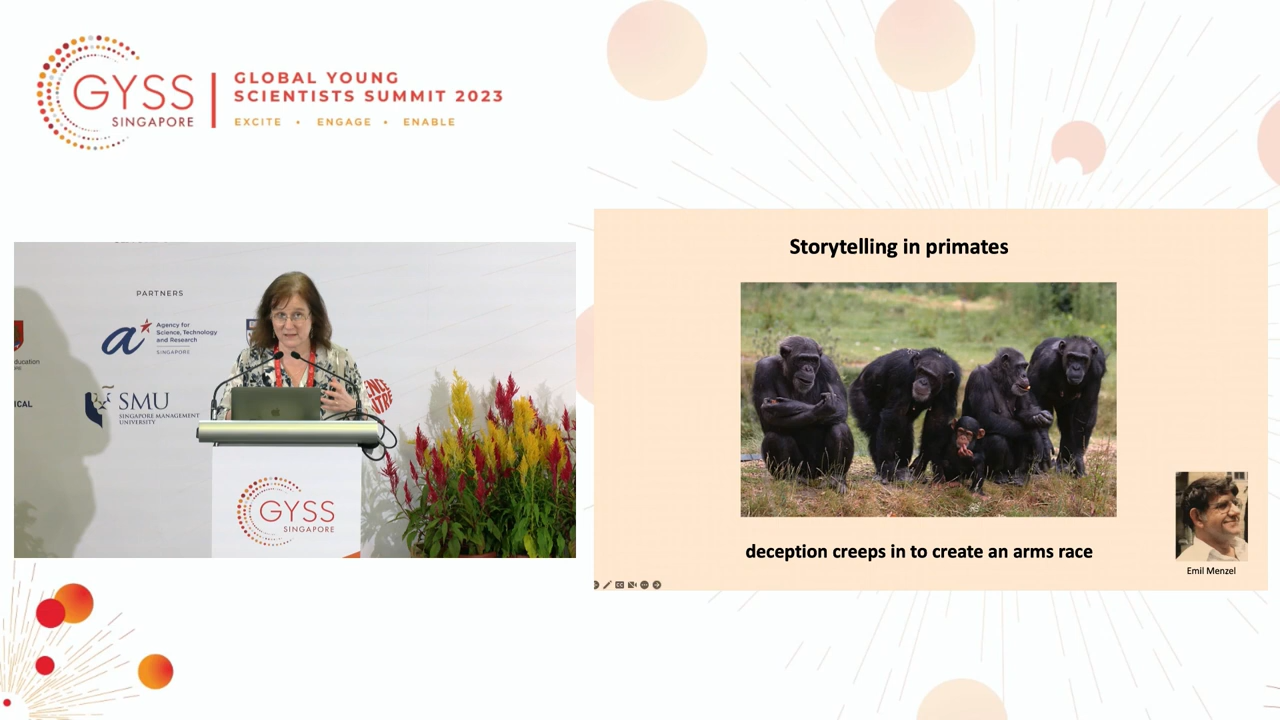 GYSS
SINGAPORE
GLOBAL YOUNG
SCIENTISTS SUMMIT 2023
EXCITE • ENGAGE • ENABLE
PARTNERS
a
Agency for
Science, Technology
and Research
SINGAPORE
SMU
SINGAPORE MANAGEMENT
UNIVERSITY
GYSS
SINGAPORE
Storytelling in primates
deception creeps in to create an arms race
Emil Menzel